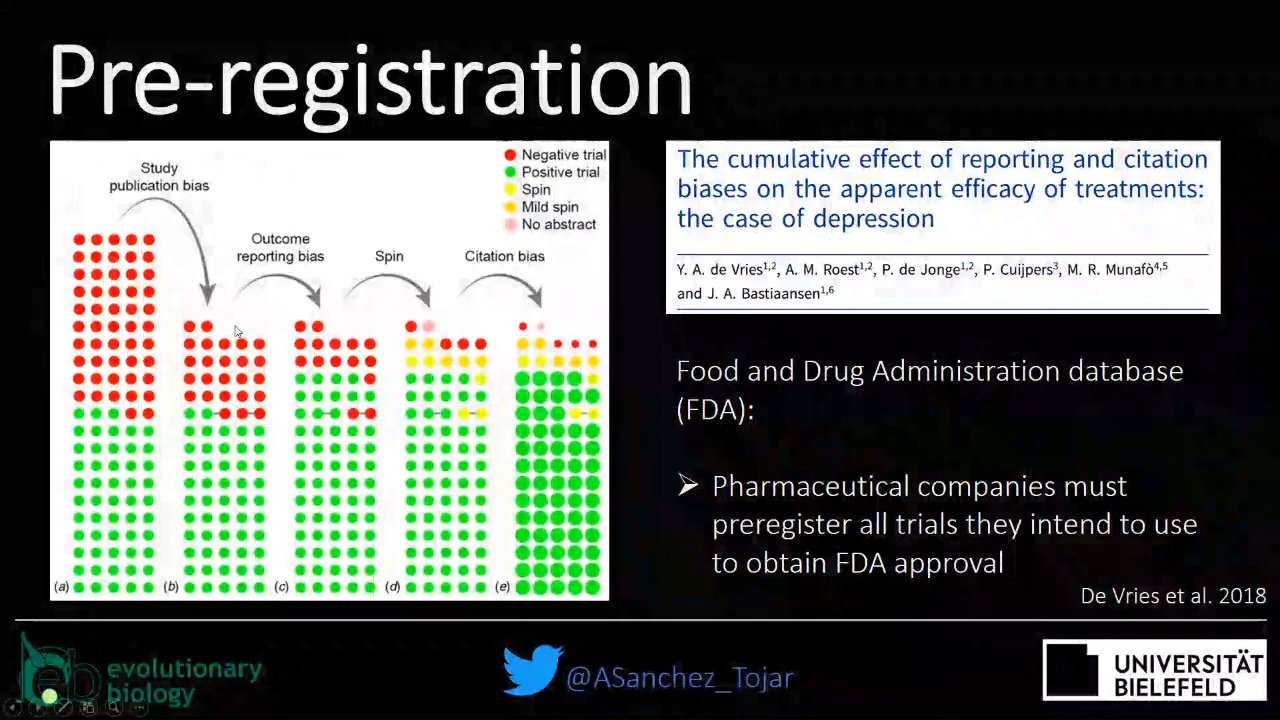 Pre-registration
Study
publication bias
Outcome
reporting bias
Spin
Citation bias
Negative trial
Positive trial
Spin
Mild spin
No abstract
(a)
(b)
(c)
(d)
(e)
The cumulative effect of reporting and citation
biases on the apparent efficacy of treatments:
the case of depression
Y. A. de Vries1,2, A. M. Roest1,2, P. de Jonge1,2, P. Cuijpers3, M. R. Munafò4,5
and J. A. Bastiaansen1,6
Food and Drug Administration database
(FDA):
➢ Pharmaceutical companies must
preregister all trials they intend to use
to obtain FDA approval
De Vries et al. 2018
evolutionary
biology
@ASanchez_Tojar
UNIVERSITÄT
BIELEFELD